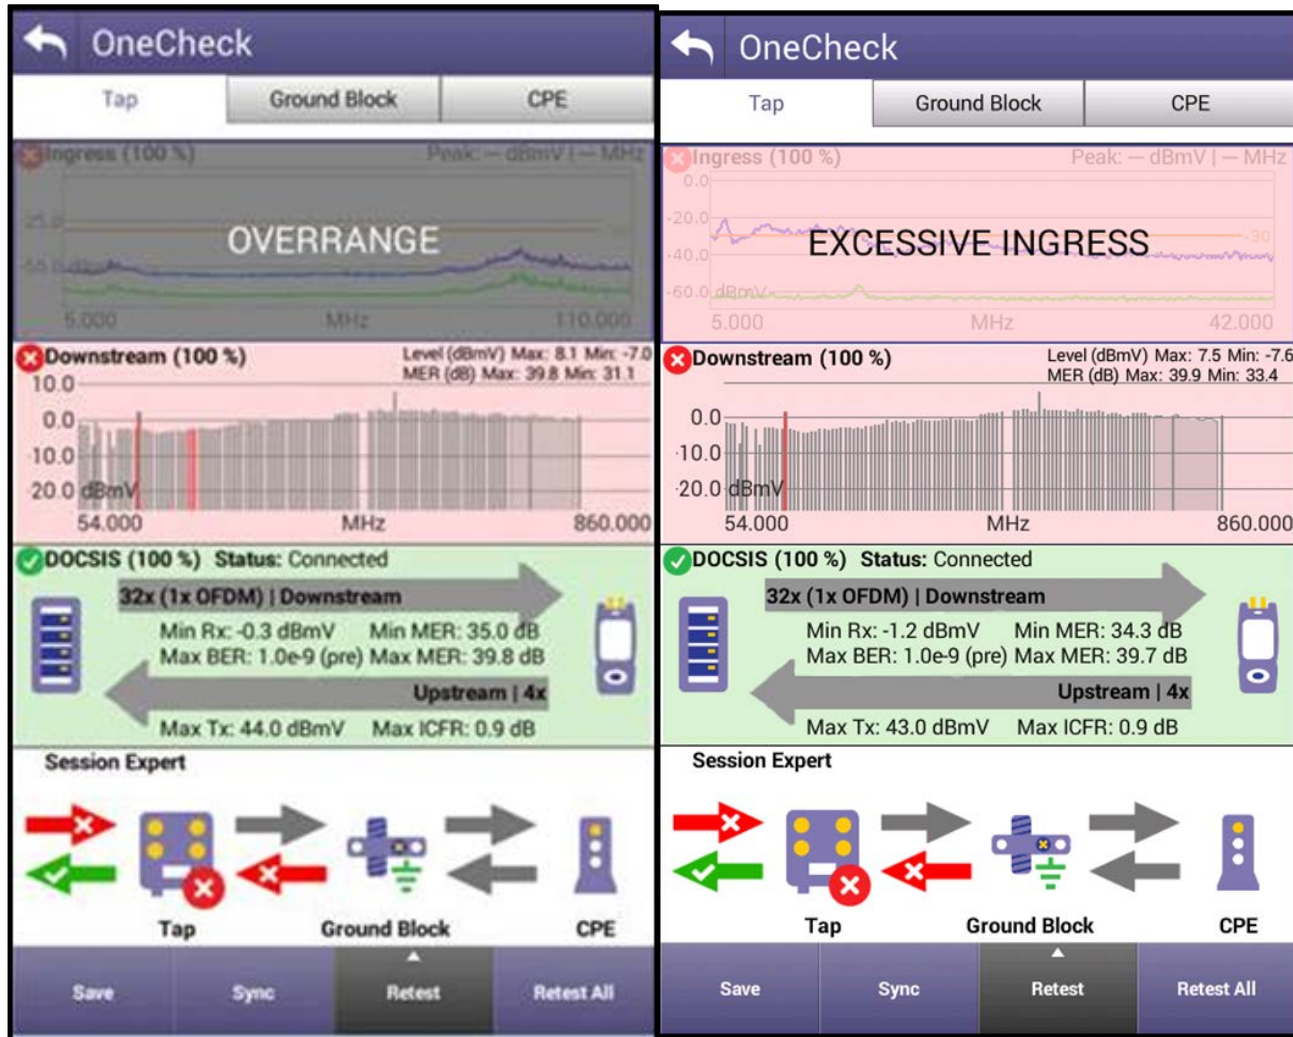 OneCheck
Tap Ground Block CPE
Ingress (100 %) Peak: -- dBmV | -- MHz
OVERRANGE
5.000 MHz 110.000
Downstream (100 %) Level (dBmV) Max: 8.1 Min: -7.0
MER (dB) Max: 39.8 Min: 31.1
10.0
0.0
-10.0
-20.0 dBmV
54.000 MHz 860.000
DOCSIS (100 %) Status: Connected
32x (1x OFDM) | Downstream
Min Rx: -0.3 dBmV Min MER: 35.0 dB
Max BER: 1.0e-9 (pre) Max MER: 39.8 dB
Upstream | 4x
Max Tx: 44.0 dBmV Max ICFR: 0.9 dB
Session Expert
Tap Ground Block CPE
Save Sync Retest Retest All
OneCheck
Tap Ground Block CPE
Ingress (100 %) Peak: -- dBmV | -- MHz
0.0
-20.0
EXCESSIVE INGRESS -30
-40.0
-60.0 dBmV
5.000 MHz 42.000
Downstream (100 %) Level (dBmV) Max: 7.5 Min: -7.6
MER (dB) Max: 39.9 Min: 33.4
0.0
-10.0
-20.0 dBmV
54.000 MHz 860.000
DOCSIS (100 %) Status: Connected
32x (1x OFDM) | Downstream
Min Rx: -1.2 dBmV Min MER: 34.3 dB
Max BER: 1.0e-9 (pre) Max MER: 39.7 dB
Upstream | 4x
Max Tx: 43.0 dBmV Max ICFR: 0.9 dB
Session Expert
Tap Ground Block CPE
Save Sync Retest Retest All